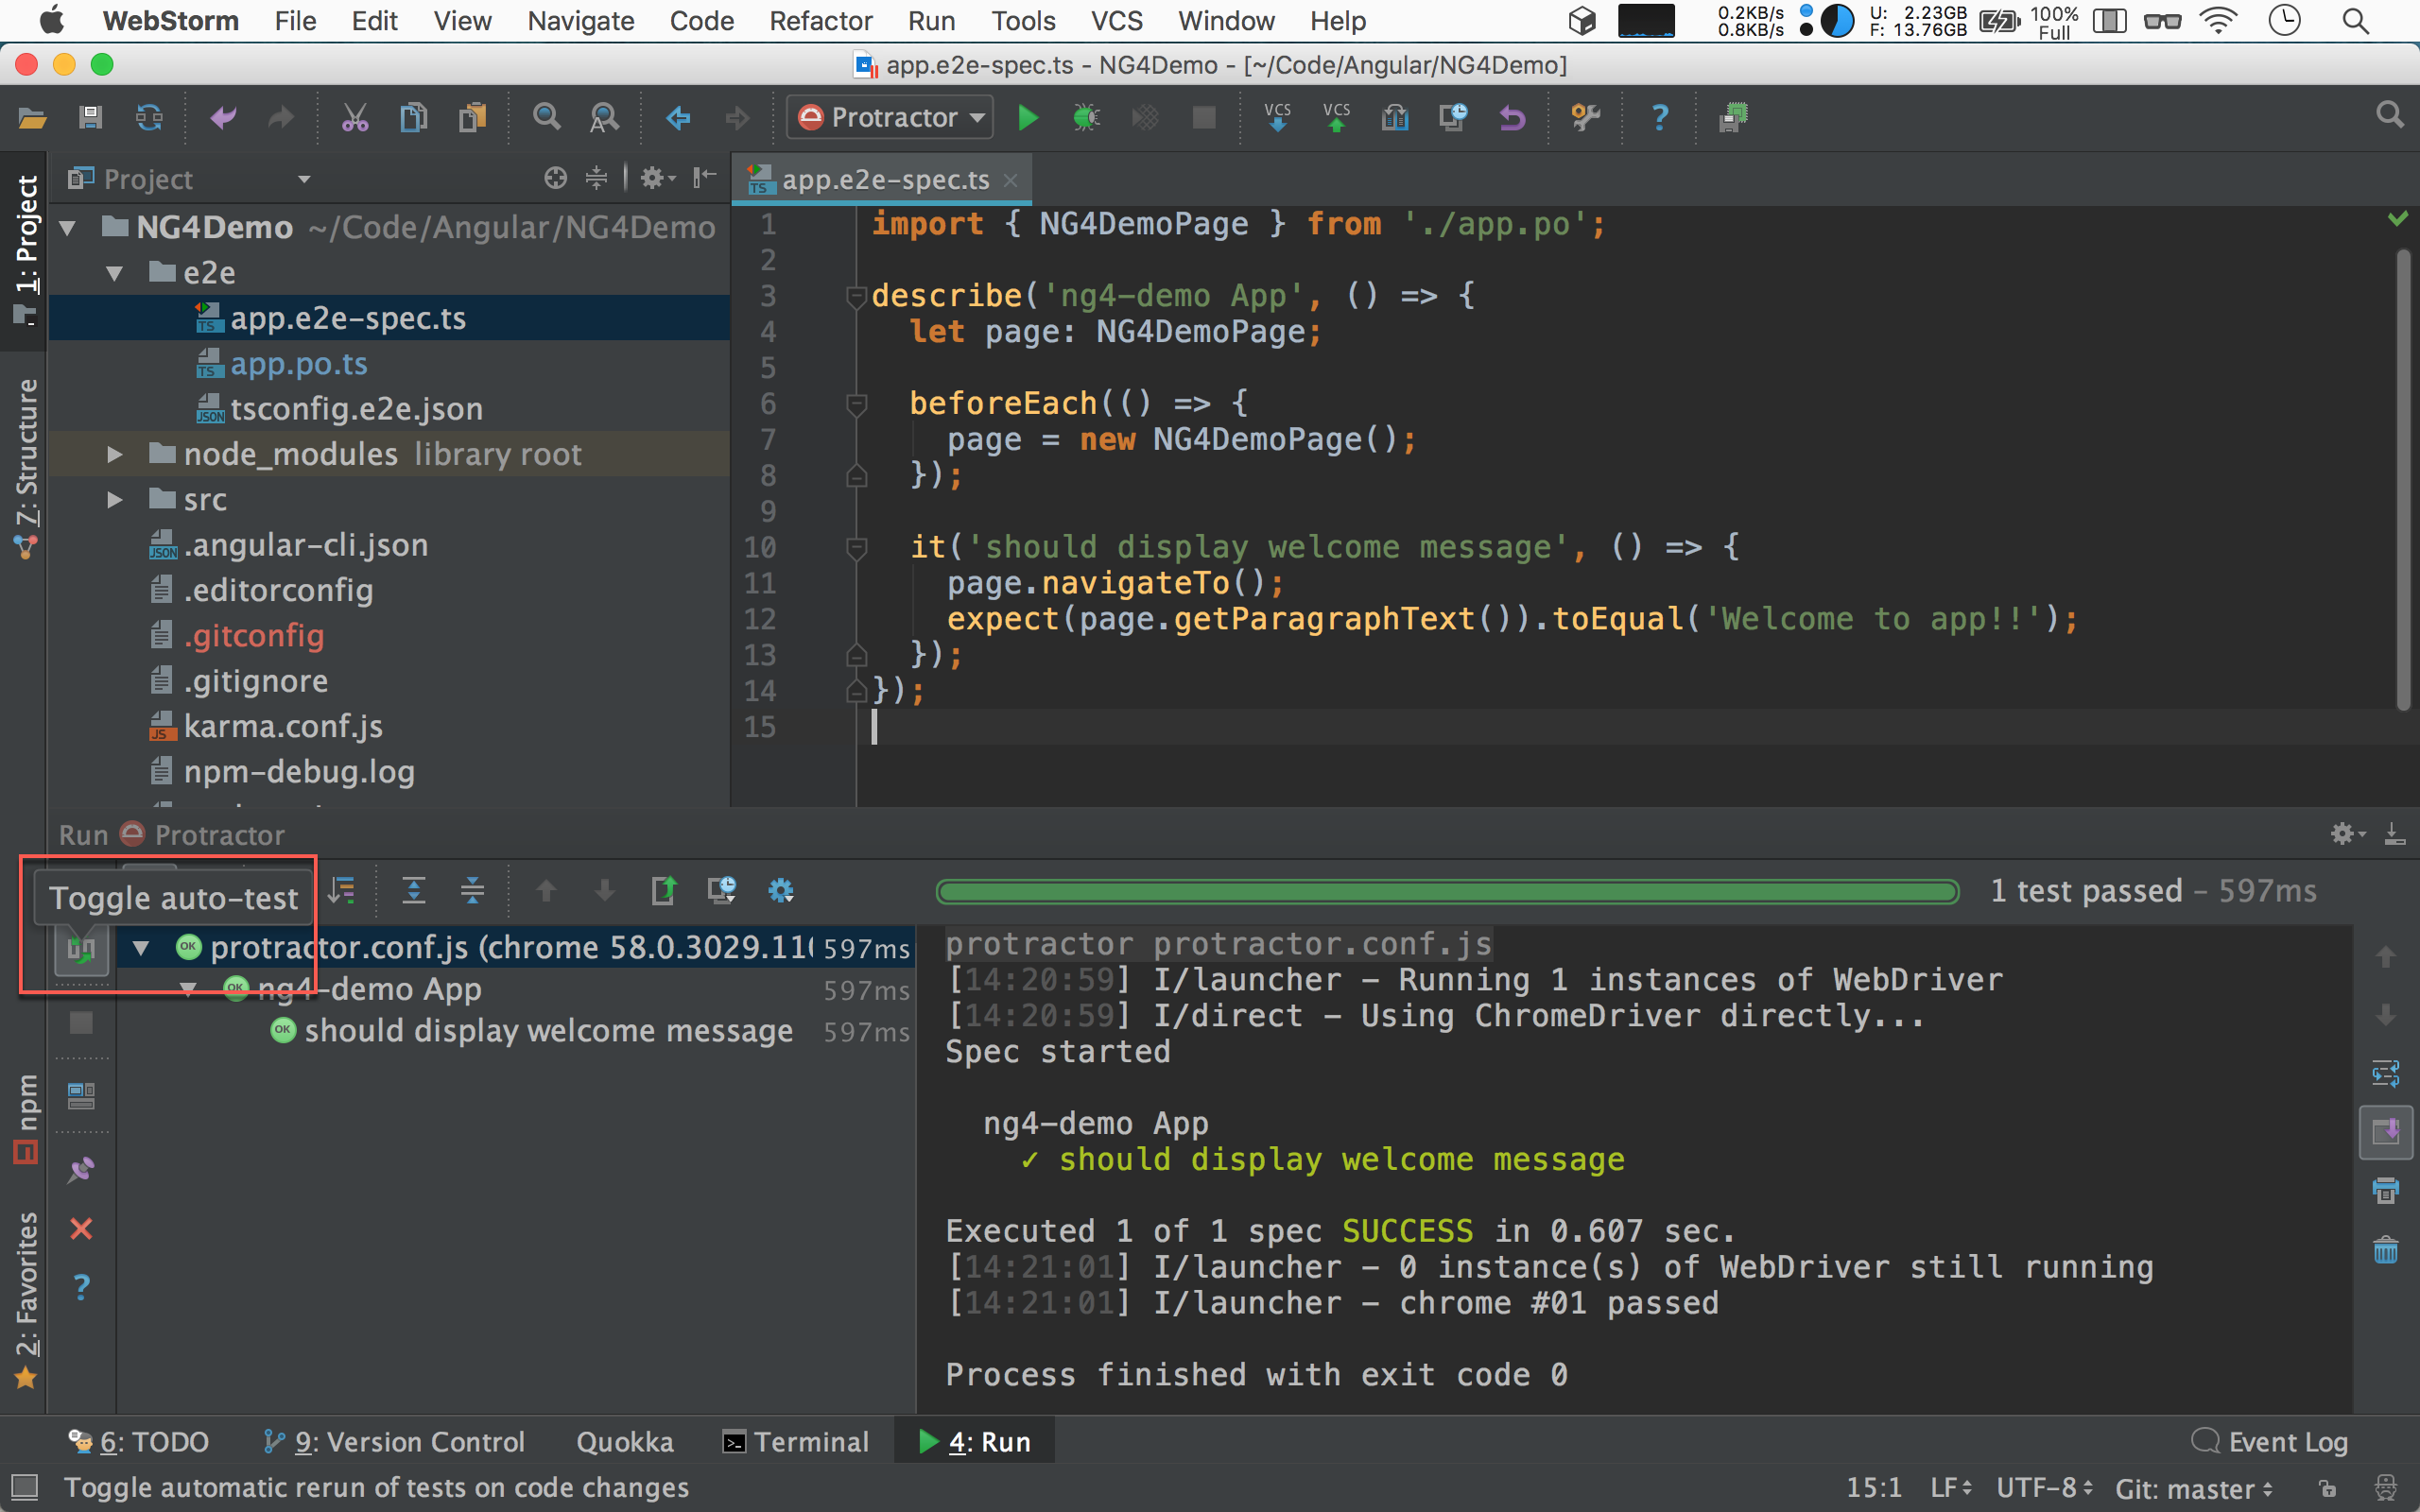 WebStorm File Edit View Navigate Code Refactor Run Tools VCS Window Help
0.2KB/s
0.8KB/s
U: 2.23GB
F: 13.76GB
100%
Full
app.e2e-spec.ts - NG4Demo - [~/Code/Angular/NG4Demo]
Protractor
VCS
VCS
?
1: Project
Project
app.e2e-spec.ts
NG4Demo ~/Code/Angular/NG4Demo
e2e
app.e2e-spec.ts
app.po.ts
tsconfig.e2e.json
node_modules library root
src
.angular-cli.json
.editorconfig
.gitconfig
.gitignore
karma.conf.js
npm-debug.log
7: Structure
1 import { NG4DemoPage } from './app.po';
2
3 describe('ng4-demo App', () => {
4 let page: NG4DemoPage;
5
6 beforeEach(() => {
7 page = new NG4DemoPage();
8 });
9
10 it('should display welcome message', () => {
11 page.navigateTo();
12 expect(page.getParagraphText()).toEqual('Welcome to app!!');
13 });
14 });
15
Run Protractor
Toggle auto-test
1 test passed – 597ms
OK protractor.conf.js (chrome 58.0.3029.110 597ms
OK ng4-demo App 597ms
OK should display welcome message 597ms
npm
2: Favorites
?
protractor protractor.conf.js
[14:20:59] I/launcher - Running 1 instances of WebDriver
[14:20:59] I/direct - Using ChromeDriver directly...
Spec started
ng4-demo App
✓ should display welcome message
Executed 1 of 1 spec SUCCESS in 0.607 sec.
[14:21:01] I/launcher - 0 instance(s) of WebDriver still running
[14:21:01] I/launcher - chrome #01 passed
Process finished with exit code 0
6: TODO 9: Version Control Quokka Terminal 4: Run Event Log
Toggle automatic rerun of tests on code changes 15:1 LF UTF-8 Git: master